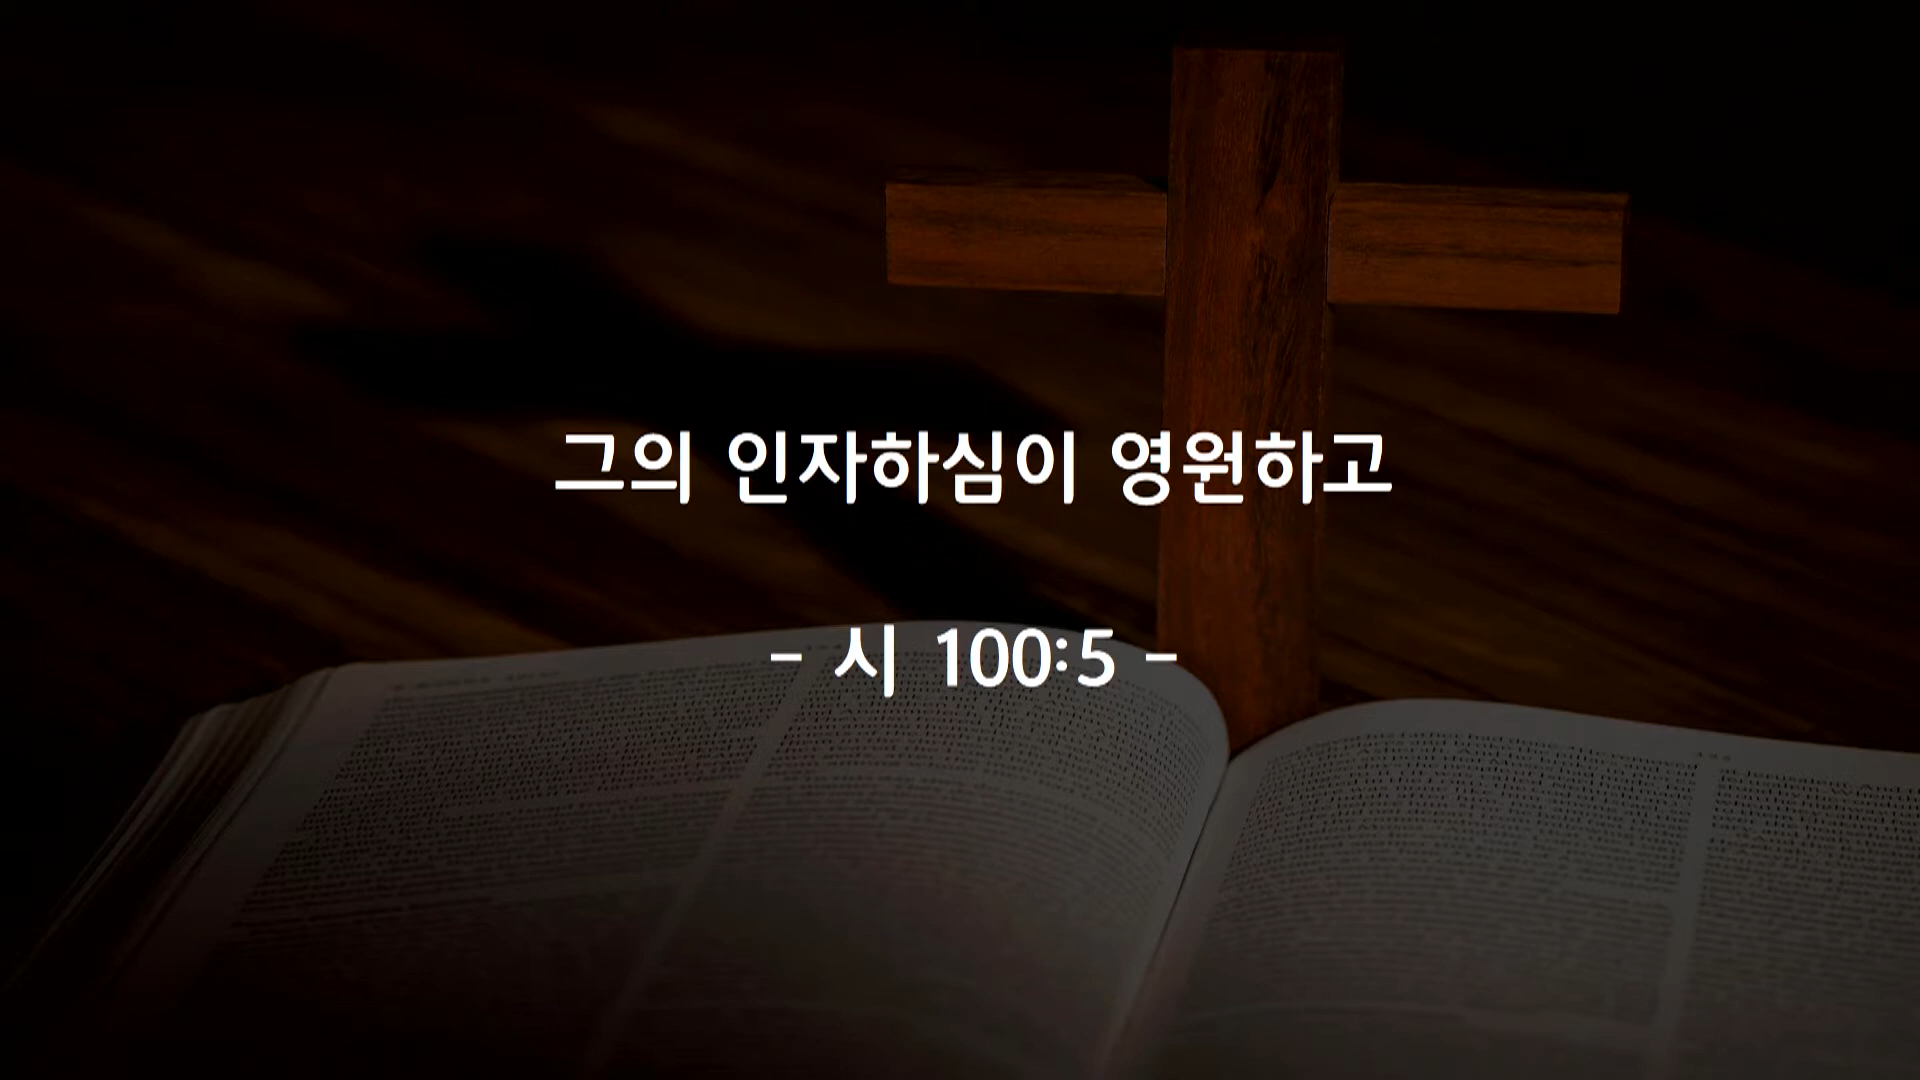 그의 인자하심이 영원하고
- 시 100:5 -